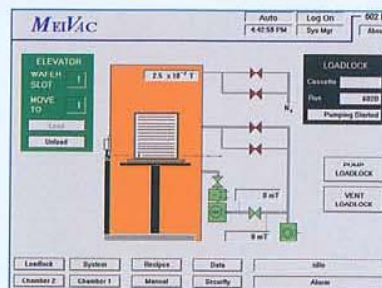 MEIVAC
Auto
Log On
4:42:58 PM
Sys Mgr
ELEVATOR
WAFER
SLOT
1
MOVE
TO
1
Load
Unload
LOADLOCK
Cassette
Pumping Started
PUMP
LOADLOCK
VENT
LOADLOCK
0 mT
0 mT
Loadlock
System
Recipes
Data
Idle
Chamber 2
Chamber 1
Manual
Security
Alarm